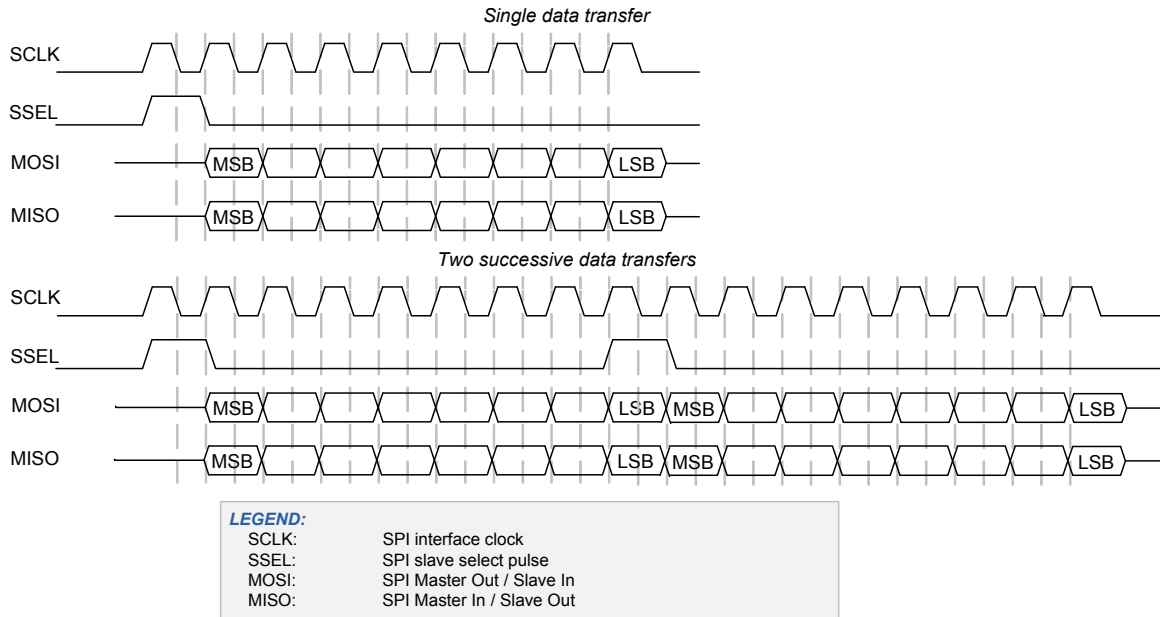 Single data transfer
SCLK
SSEL
MOSI MSB LSB
MISO MSB LSB
Two successive data transfers
SCLK
SSEL
MOSI MSB LSB MSB LSB
MISO MSB LSB MSB LSB
LEGEND:
SCLK: SPI interface clock
SSEL: SPI slave select pulse
MOSI: SPI Master Out / Slave In
MISO: SPI Master In / Slave Out